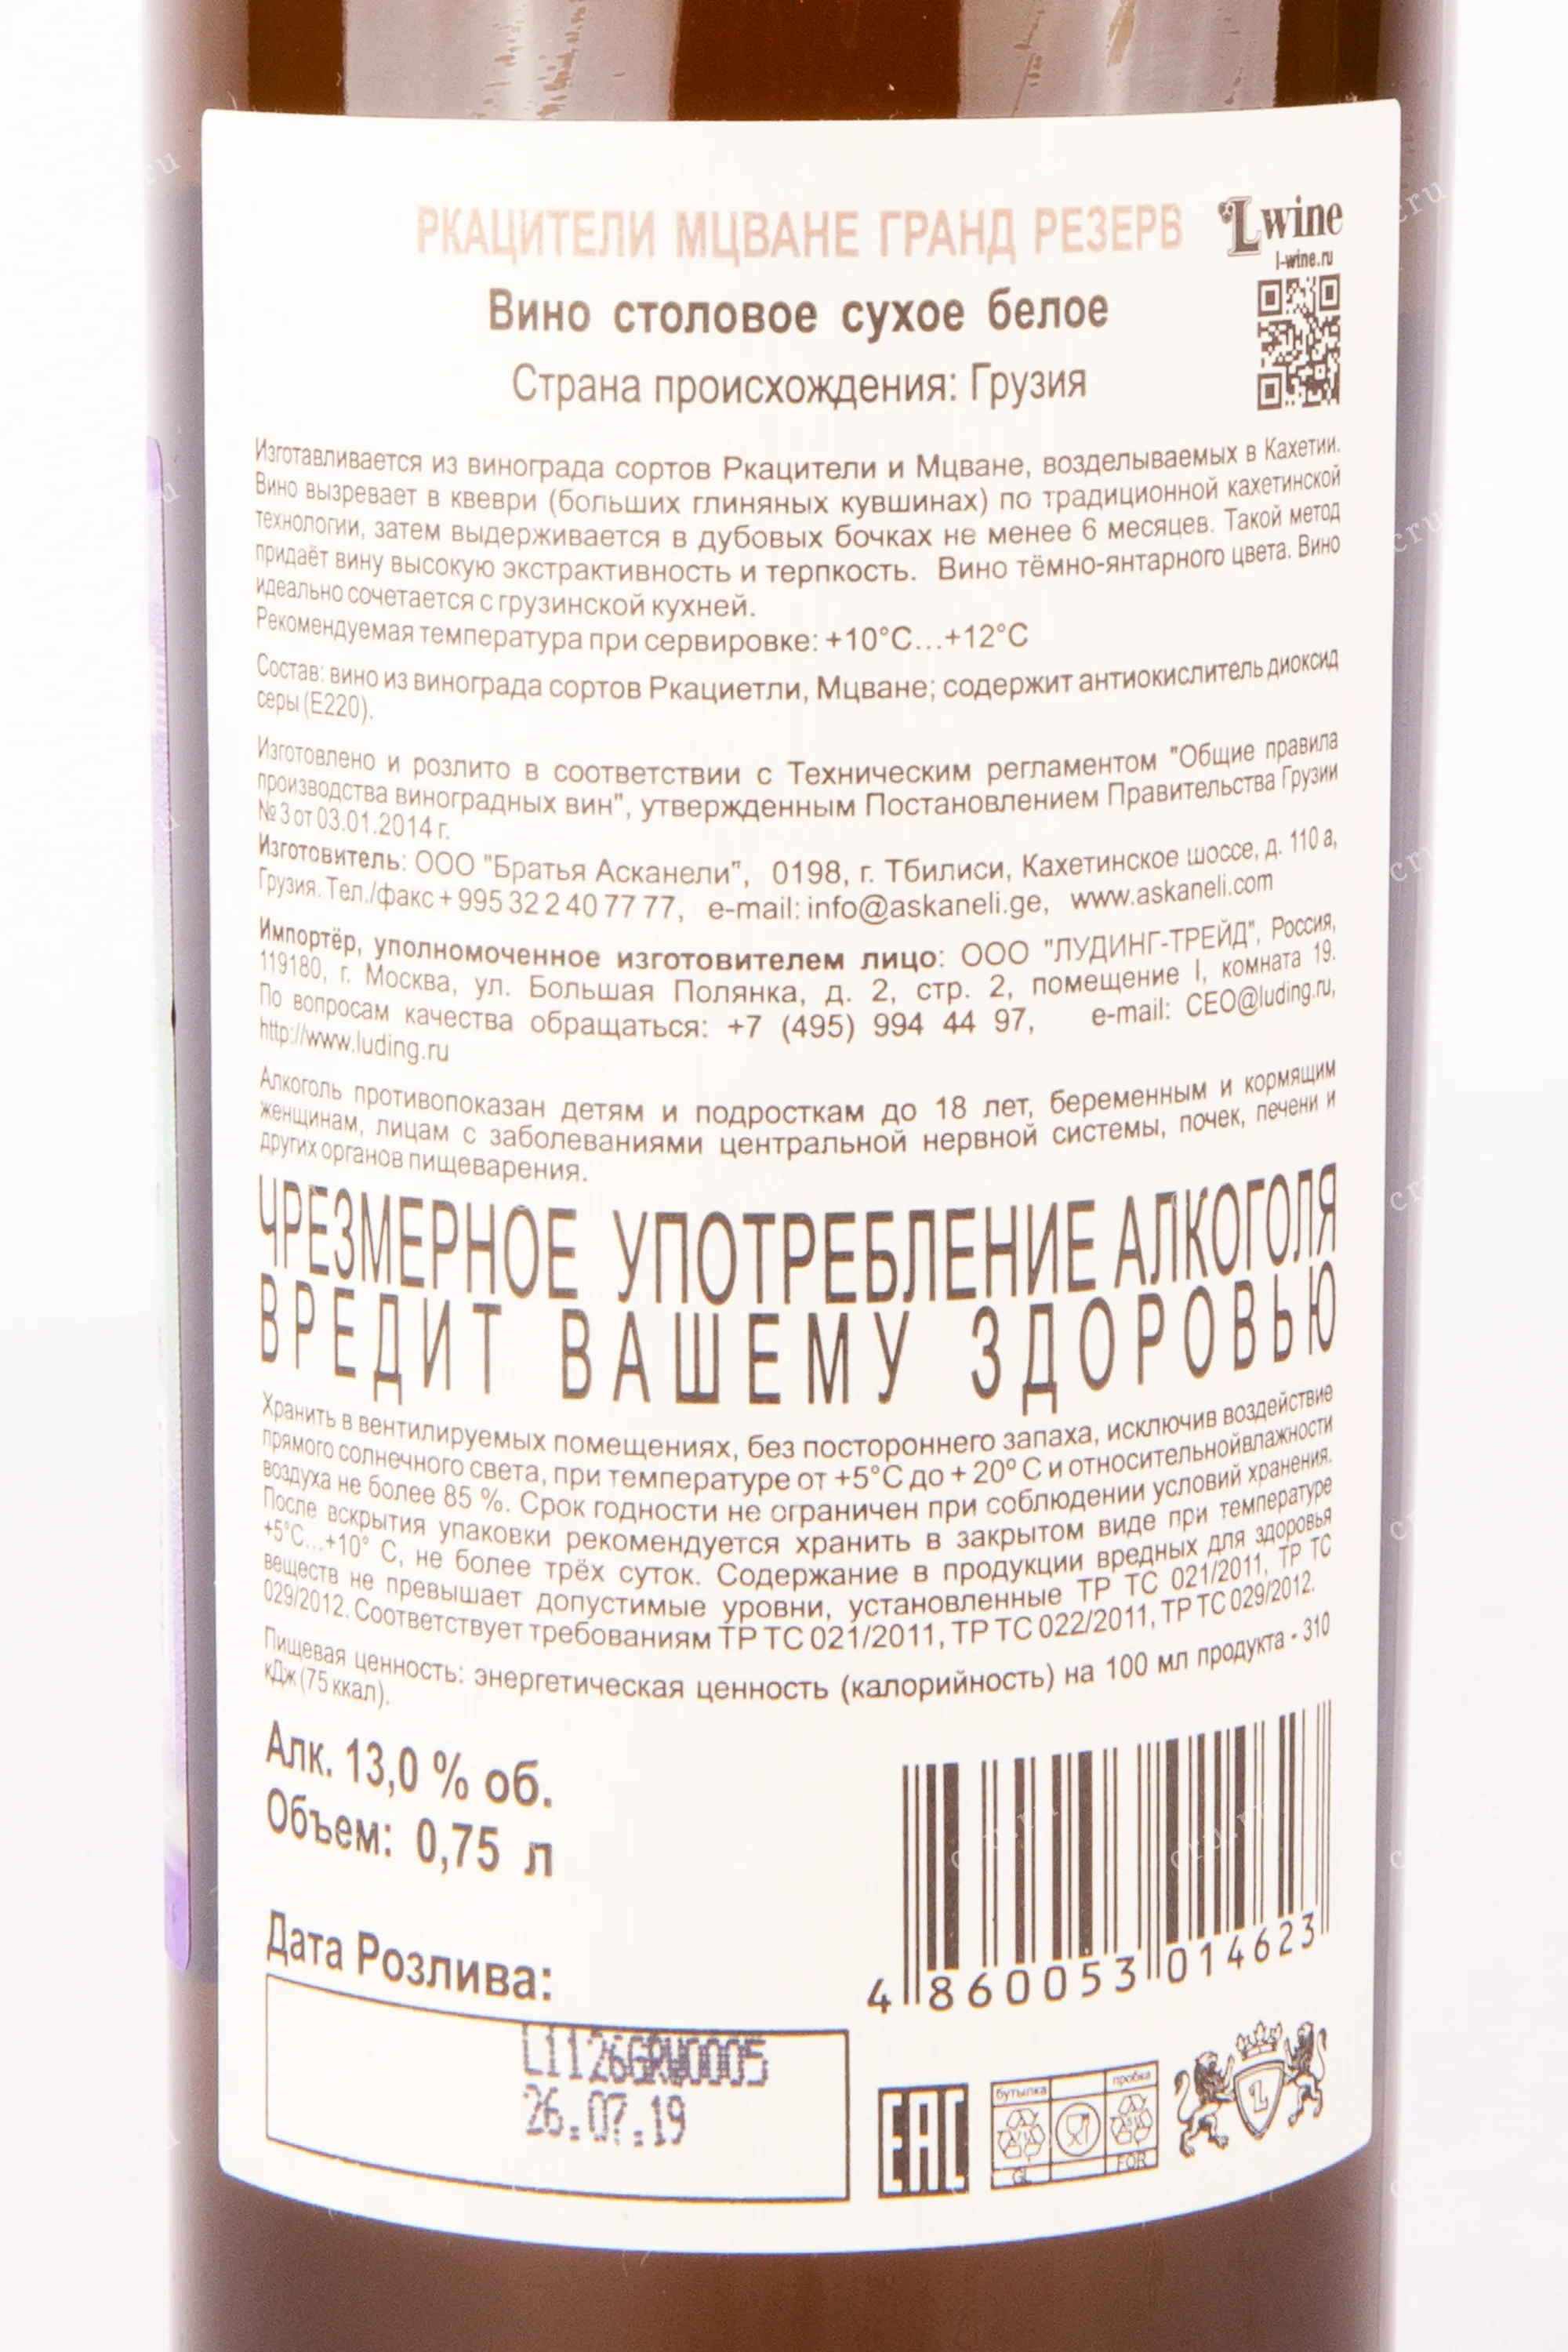 РКАЦИТЕЛИ МЦВАНЕ ГРАНД РЕЗЕРВ
L wine
l-wine.ru
Вино столовое сухое белое
Страна происхождения: Грузия
Изготавливается из винограда сортов Ркацители и Мцване, возделываемых в Кахетии.
Вино вызревает в квеври (больших глиняных кувшинах) по традиционной кахетинской
технологии, затем выдерживается в дубовых бочках не менее 6 месяцев. Такой метод
придаёт вину высокую экстрактивность и терпкость. Вино тёмно-янтарного цвета. Вино
идеально сочетается с грузинской кухней.
Рекомендуемая температура при сервировке: +10°С...+12°С
Состав: вино из винограда сортов Ркациетли, Мцване; содержит антиокислитель диоксид
серы (Е220).
Изготовлено и розлито в соответствии с Техническим регламентом "Общие правила
производства виноградных вин", утвержденным Постановлением Правительства Грузии
№ 3 от 03.01.2014 г.
Изготовитель: ООО "Братья Асканели", 0198, г. Тбилиси, Кахетинское шоссе, д. 110 а,
Грузия. Тел./факс + 995 32 2 40 77 77, e-mail: info@askaneli.ge, www.askaneli.com
Импортёр, уполномоченное изготовителем лицо: ООО "ЛУДИНГ-ТРЕЙД", Россия,
119180, г. Москва, ул. Большая Полянка, д. 2, стр. 2, помещение I, комната 19.
По вопросам качества обращаться: +7 (495) 994 44 97, e-mail: CEO@luding.ru,
http://www.luding.ru
Алкоголь противопоказан детям и подросткам до 18 лет, беременным и кормящим
женщинам, лицам с заболеваниями центральной нервной системы, почек, печени и
других органов пищеварения.
ЧРЕЗМЕРНОЕ УПОТРЕБЛЕНИЕ АЛКОГОЛЯ
ВРЕДИТ ВАШЕМУ ЗДОРОВЬЮ
Хранить в вентилируемых помещениях, без постороннего запаха, исключив воздействие
прямого солнечного света, при температуре от +5°С до + 20° С и относительнойвлажности
воздуха не более 85 %. Срок годности не ограничен при соблюдении условий хранения.
После вскрытия упаковки рекомендуется хранить в закрытом виде при температуре
+5°С...+10° С, не более трёх суток. Содержание в продукции вредных для здоровья
веществ не превышает допустимые уровни, установленные ТР ТС 021/2011, ТР ТС
029/2012. Соответствует требованиям ТР ТС 021/2011, ТР ТС 022/2011, ТР ТС 029/2012.
Пищевая ценность: энергетическая ценность (калорийность) на 100 мл продукта - 310
кДж (75 ккал).
Алк. 13,0 % об.
Объем: 0,75 л
Дата Розлива:
L1126GRW0005
26.07.19
4 860053 014623
EAC
бутылка пробка
GL FOR